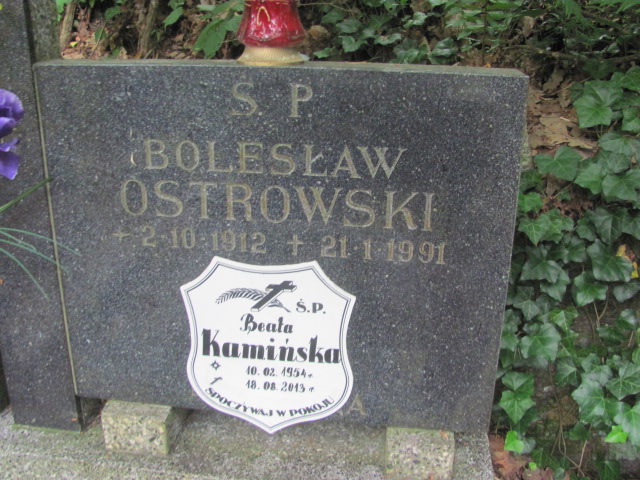 S. P
BOLESŁAW
OSTROWSKI
+ 2·10·1912 + 21·1·1991
Ś.P.
Beata
Kamińska
10.02.1954 r.
18.08.2013 r.
SPOCZYWAJ W POKOJU
A